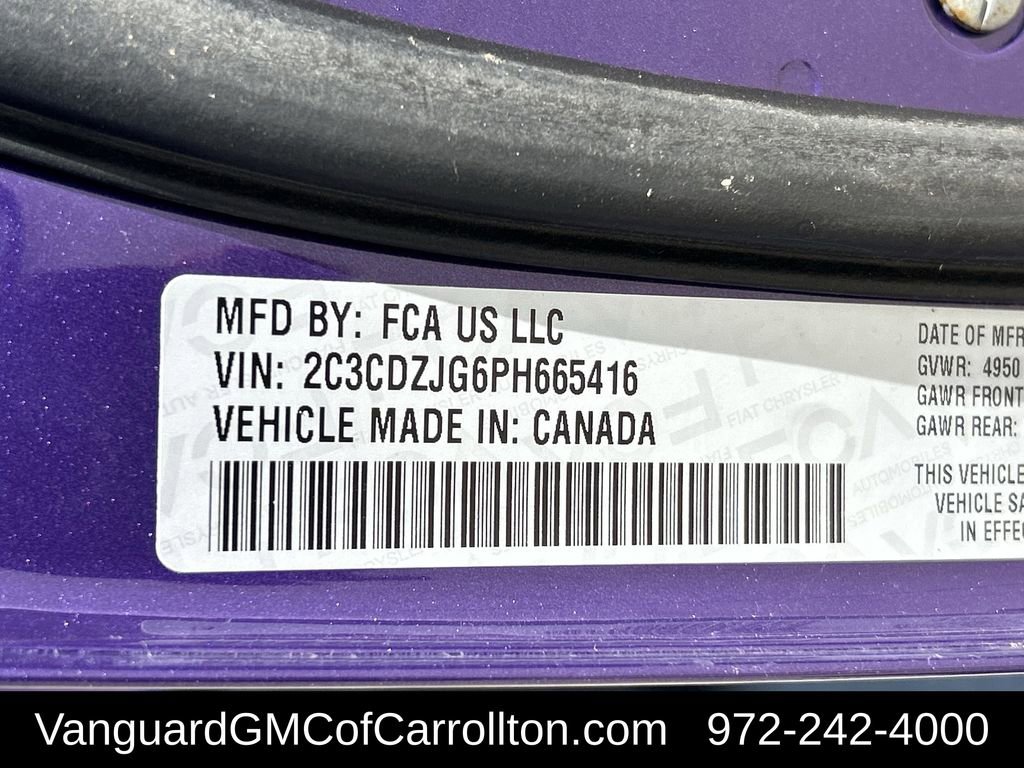 MFD BY: FCA US LLC
VIN: 2C3CDZJG6PH665416
VEHICLE MADE IN: CANADA
DATE OF MFR
GVWR: 4950
GAWR FRONT
GAWR REAR:
THIS VEHICLE
VEHICLE SA
IN EFFEC
VanguardGMCofCarrollton.com 972-242-4000